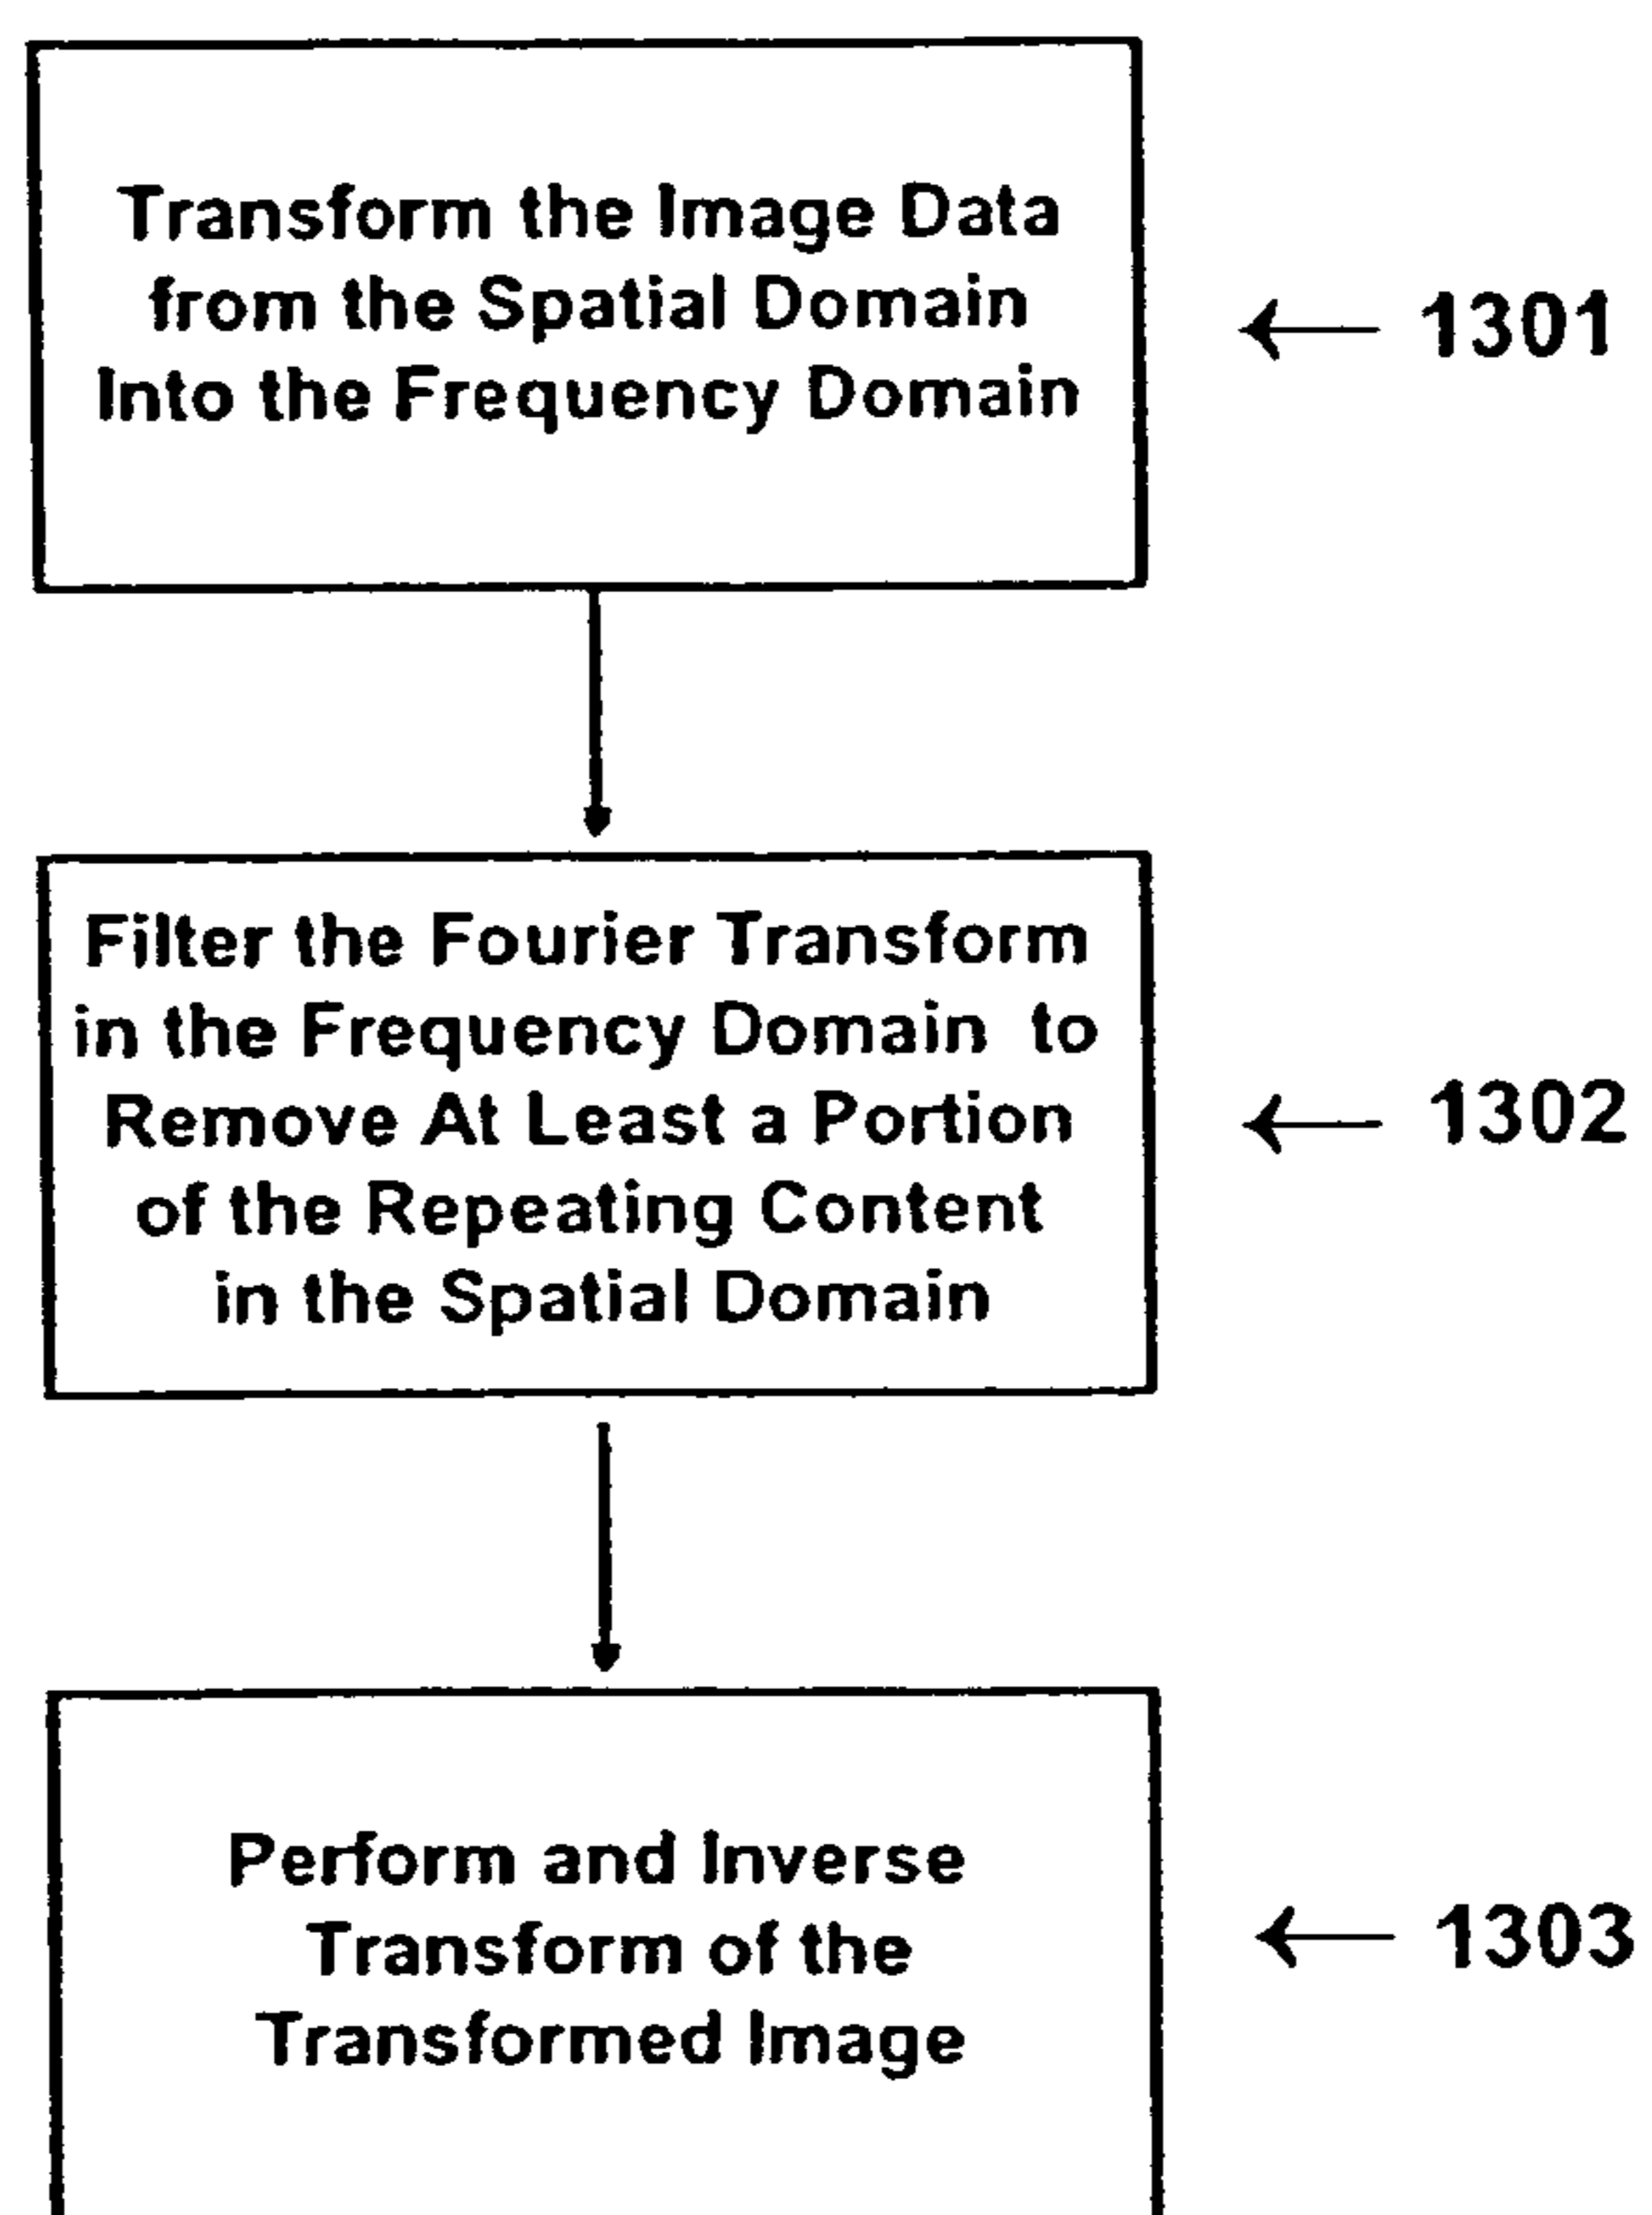 Transform the Image Data
from the Spatial Domain
Into the Frequency Domain
1301
Filter the Fourier Transform
in the Frequency Domain to
Remove At Least a Portion
of the Repeating Content
in the Spatial Domain
1302
Perform and Inverse
Transform of the
Transformed Image
1303